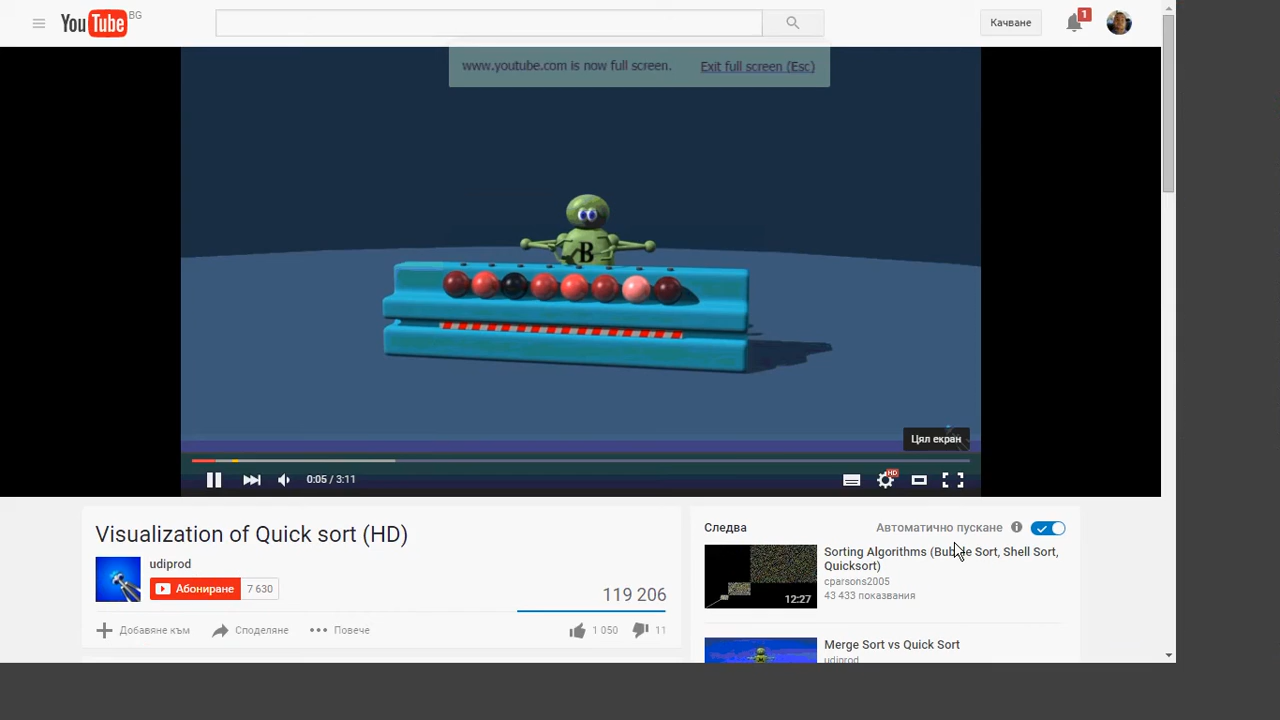 YouTube BG
Качване
1
www.youtube.com is now full screen. Exit full screen (Esc)
B
Цял екран
0:05 / 3:11
HD
Visualization of Quick sort (HD)
udiprod
Абониране 7 630
119 206
Добавяне към Споделяне Повече
1 050 11
Следва
Автоматично пускане
Sorting Algorithms (Bubble Sort, Shell Sort,
Quicksort)
cparsons2005
43 433 показвания
12:27
Merge Sort vs Quick Sort
udiprod